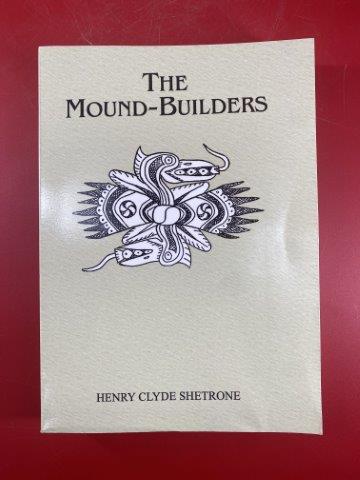 THE
MOUND-BUILDERS
HENRY CLYDE SHETRONE